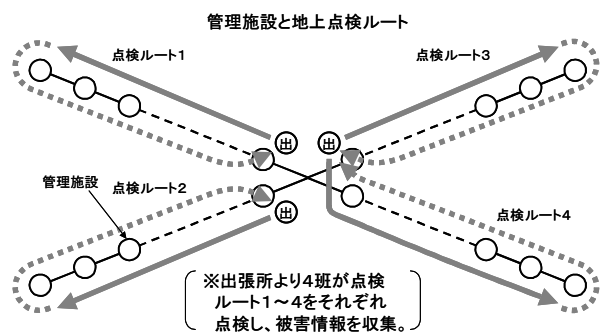 管理施設と地上点検ルート
点検ルート1
点検ルート3
出
出
管理施設
点検ルート2
出
点検ルート4
※出張所より4班が点検
ルート1～4をそれぞれ
点検し、被害情報を収集。